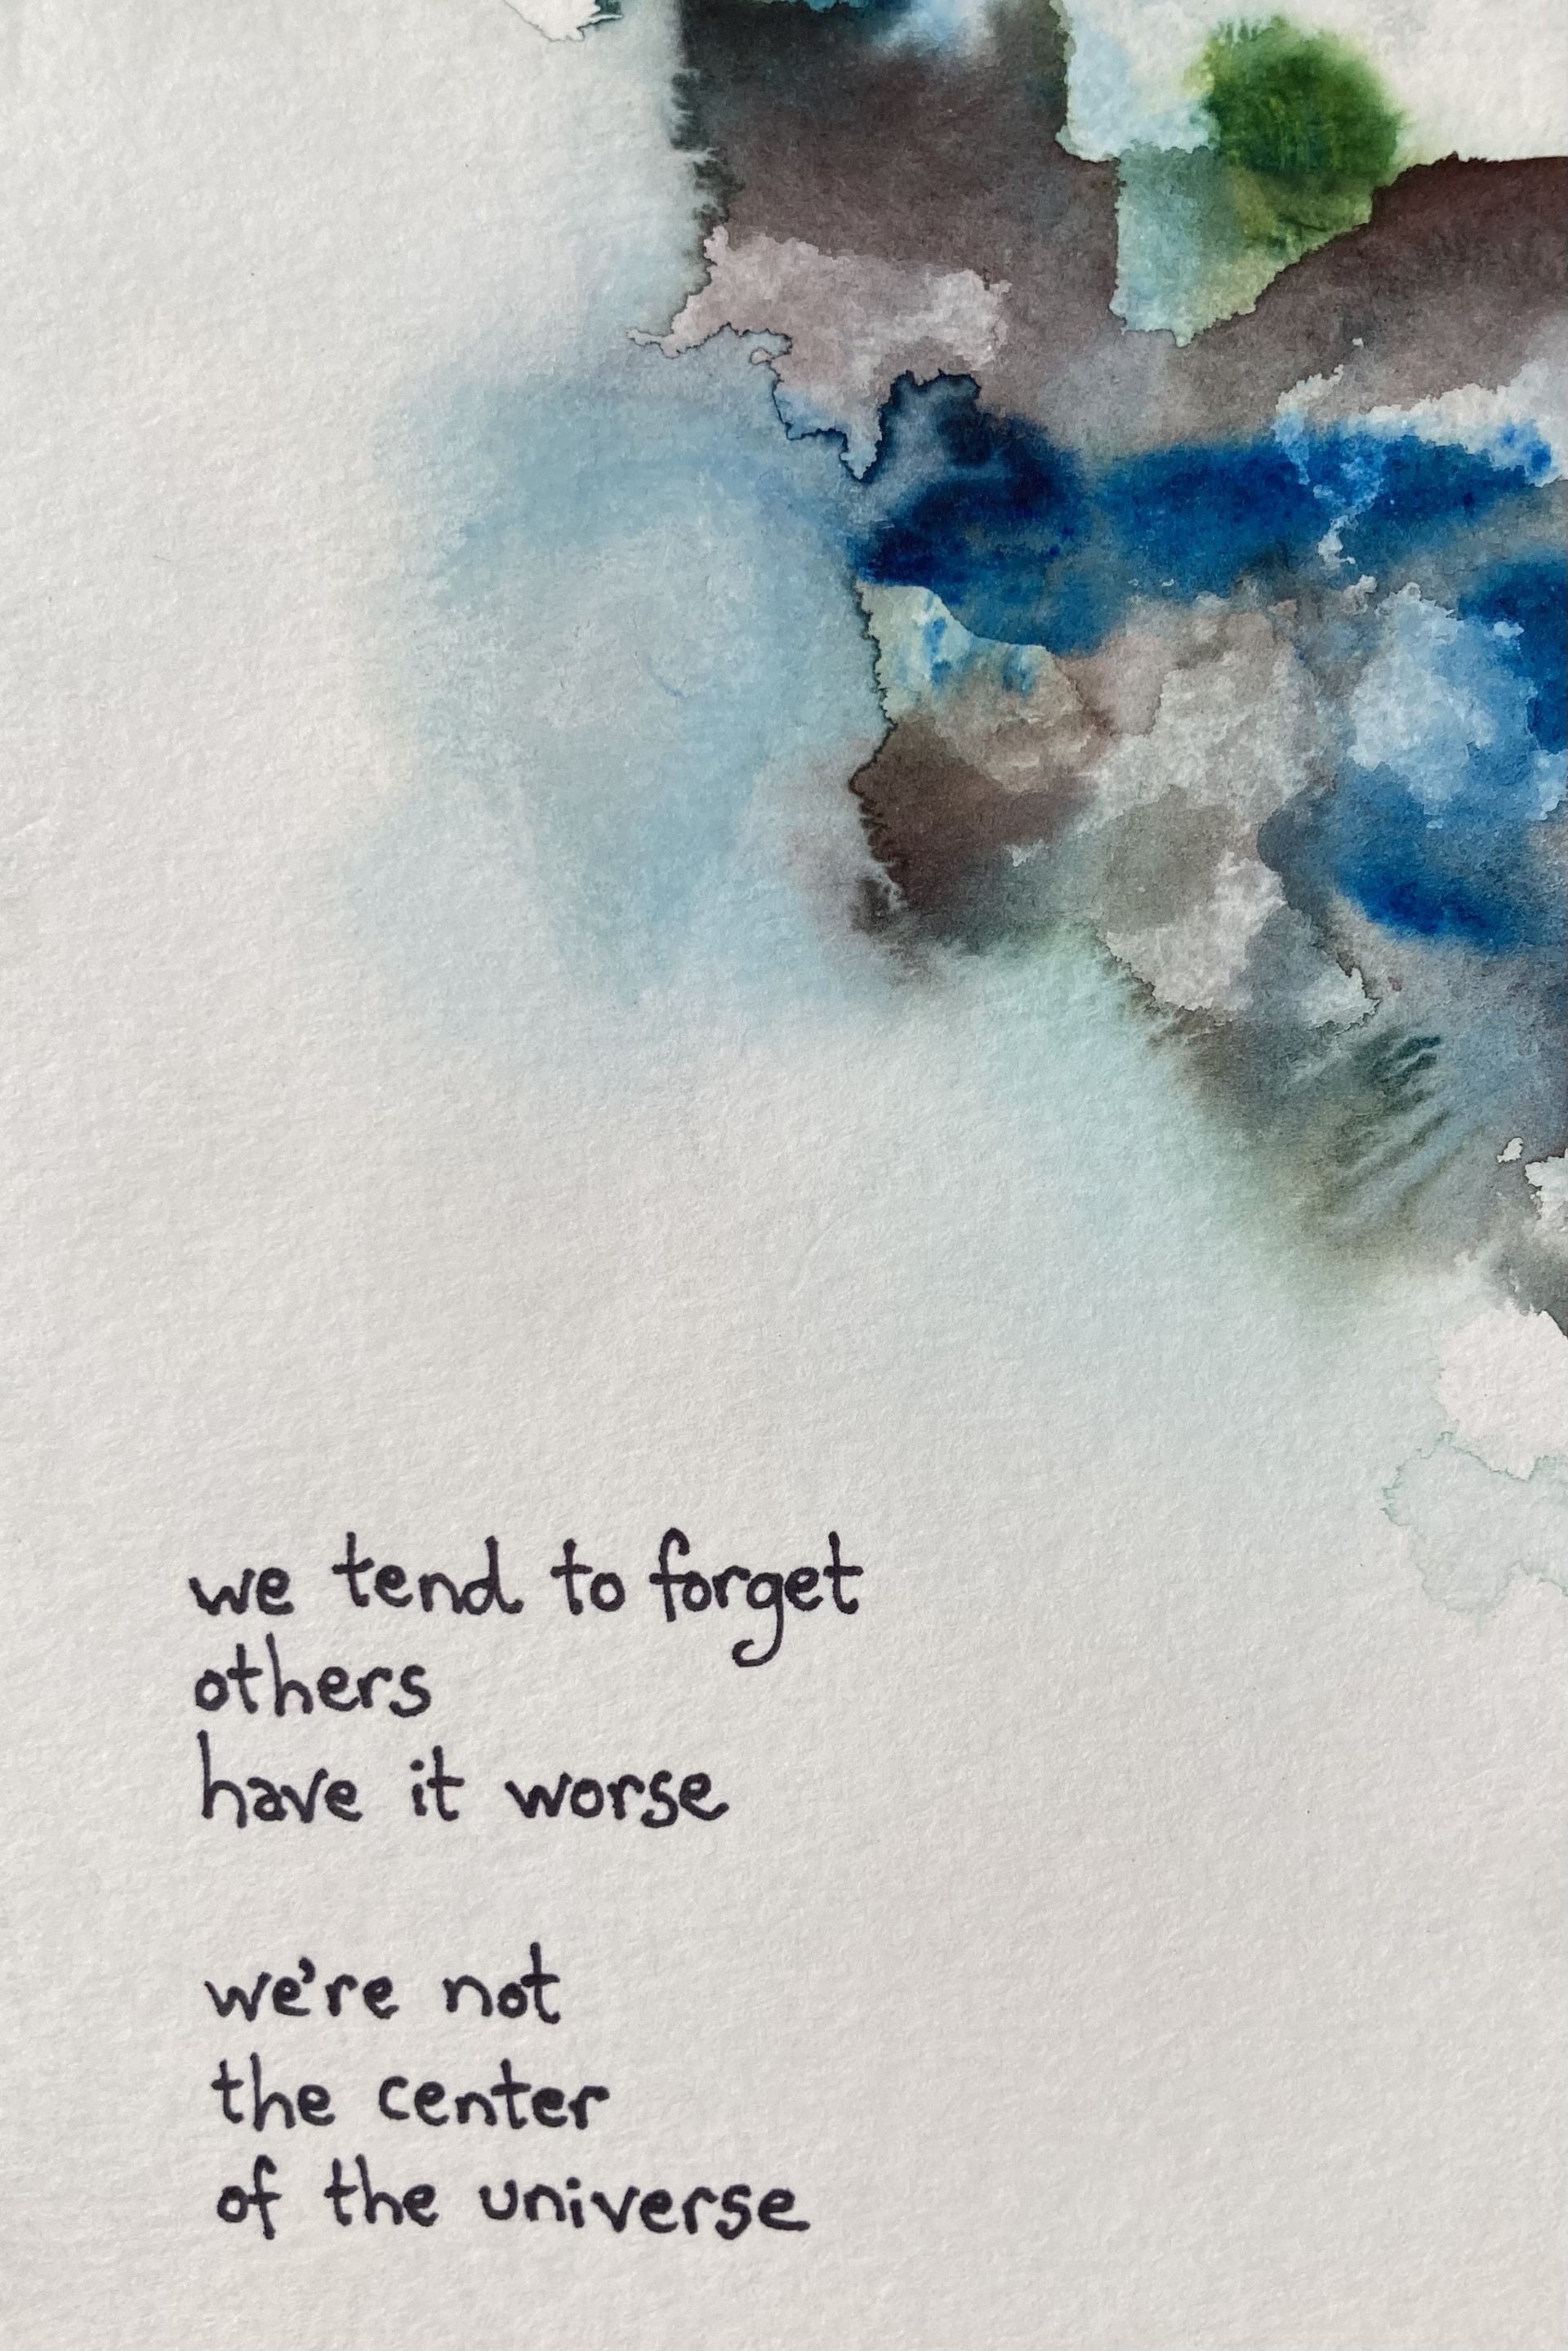 we tend to forget
others
have it worse
we're not
the center
of the universe